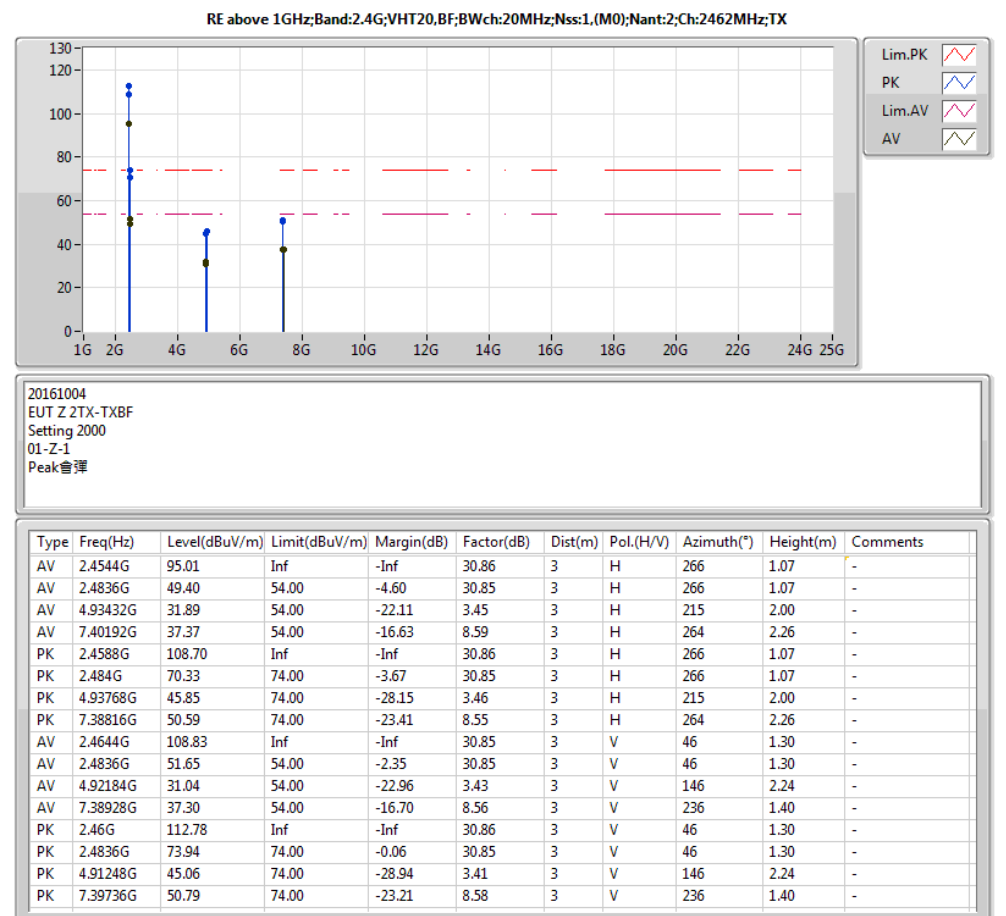 RE above 1GHz;Band:2.4G;VHT20,BF;BWch:20MHz;Nss:1,(M0);Nant:2;Ch:2462MHz;TX
130
120
100
80
60
40
20
0
1G 2G 4G 6G 8G 10G 12G 14G 16G 18G 20G 22G 24G 25G
Lim.PK
PK
Lim.AV
AV
20161004
EUT Z 2TX-TXBF
Setting 2000
01-Z-1
Peak會彈
Type Freq(Hz) Level(dBuV/m) Limit(dBuV/m) Margin(dB) Factor(dB) Dist(m) Pol.(H/V) Azimuth(°) Height(m) Comments
AV 2.4544G 95.01 Inf -Inf 30.86 3 H 266 1.07 -
AV 2.4836G 49.40 54.00 -4.60 30.85 3 H 266 1.07 -
AV 4.93432G 31.89 54.00 -22.11 3.45 3 H 215 2.00 -
AV 7.40192G 37.37 54.00 -16.63 8.59 3 H 264 2.26 -
PK 2.4588G 108.70 Inf -Inf 30.86 3 H 266 1.07 -
PK 2.484G 70.33 74.00 -3.67 30.85 3 H 266 1.07 -
PK 4.93768G 45.85 74.00 -28.15 3.46 3 H 215 2.00 -
PK 7.38816G 50.59 74.00 -23.41 8.55 3 H 264 2.26 -
AV 2.4644G 108.83 Inf -Inf 30.85 3 V 46 1.30 -
AV 2.4836G 51.65 54.00 -2.35 30.85 3 V 46 1.30 -
AV 4.92184G 31.04 54.00 -22.96 3.43 3 V 146 2.24 -
AV 7.38928G 37.30 54.00 -16.70 8.56 3 V 236 1.40 -
PK 2.46G 112.78 Inf -Inf 30.86 3 V 46 1.30 -
PK 2.4836G 73.94 74.00 -0.06 30.85 3 V 46 1.30 -
PK 4.91248G 45.06 74.00 -28.94 3.41 3 V 146 2.24 -
PK 7.39736G 50.79 74.00 -23.21 8.58 3 V 236 1.40 -